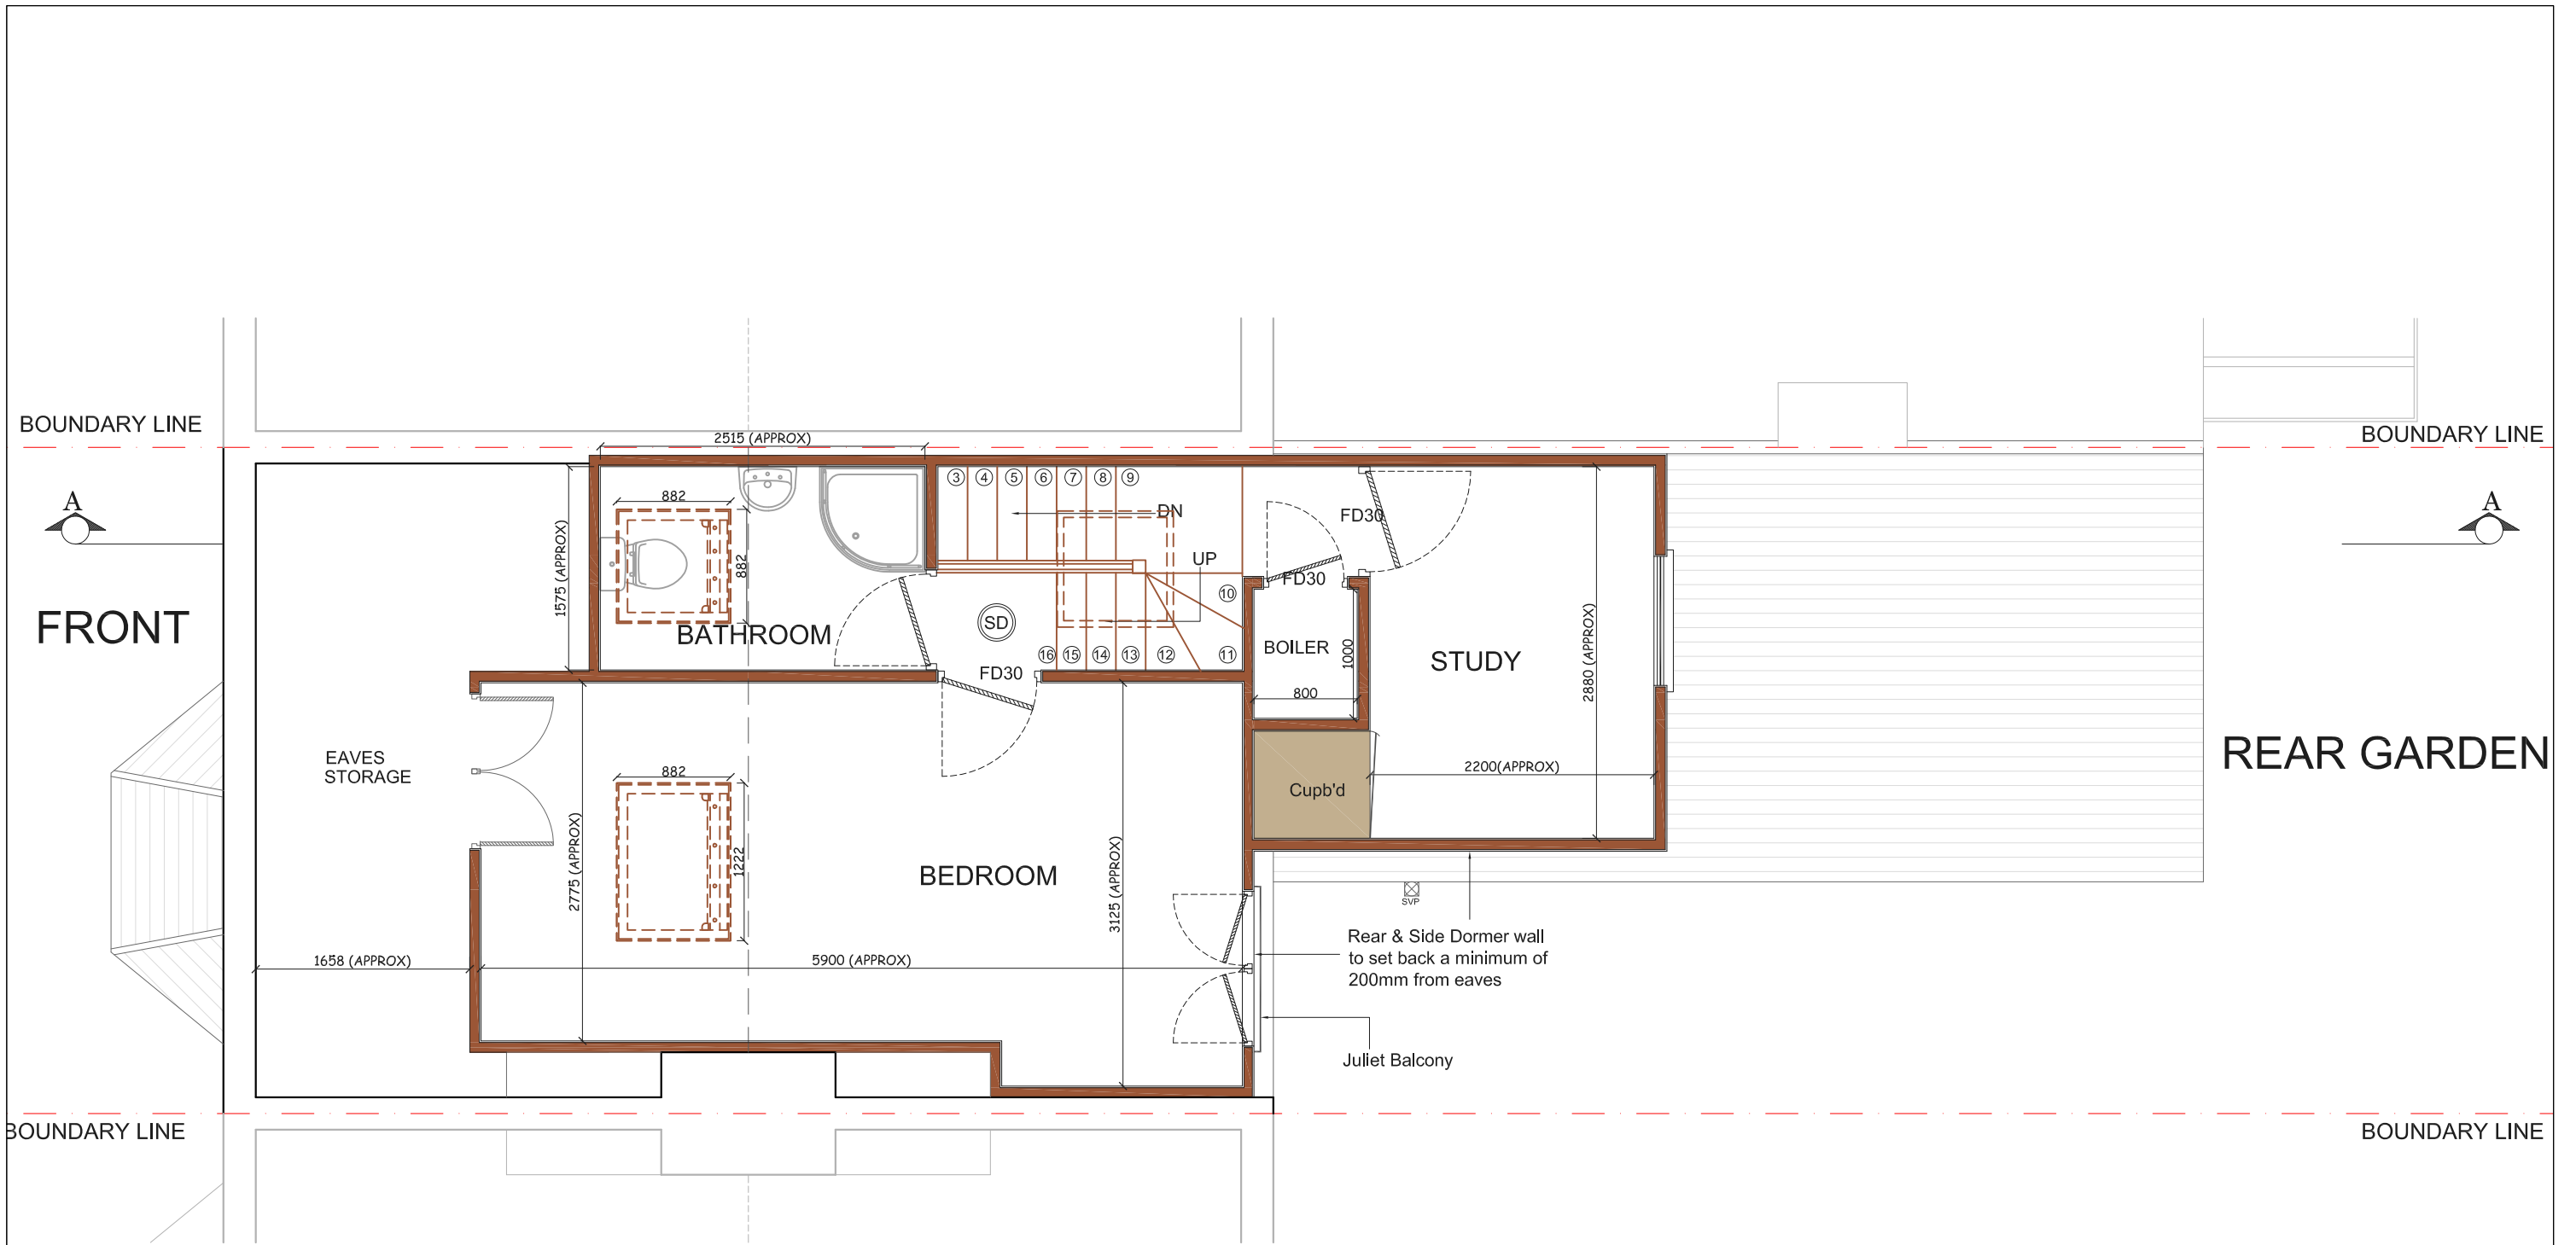 BOUNDARY LINE
BOUNDARY LINE
2515 (APPROX)
A
A
882
882
1575 (APPROX)
3
4
5
6
7
8
9
DN
FD30
UP
FD30
10
FRONT
BATHROOM
SD
16
15
14
13
12
11
BOILER
1000
STUDY
2880 (APPROX)
FD30
800
EAVES
STORAGE
882
1222
2775 (APPROX)
BEDROOM
3125 (APPROX)
Cupb'd
2200(APPROX)
REAR GARDEN
SVP
1658 (APPROX)
5900 (APPROX)
Rear & Side Dormer wall
to set back a minimum of
200mm from eaves
Juliet Balcony
BOUNDARY LINE
BOUNDARY LINE